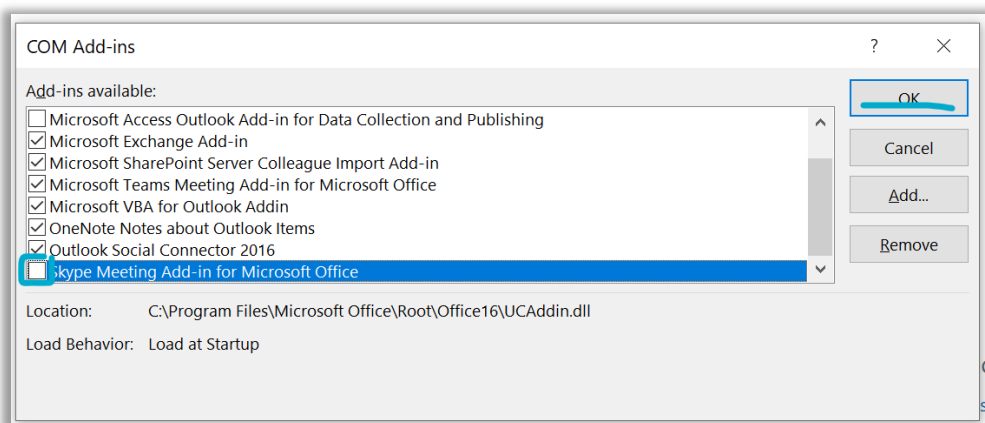 COM Add-ins
?
Add-ins available:
Microsoft Access Outlook Add-in for Data Collection and Publishing
Microsoft Exchange Add-in
Microsoft SharePoint Server Colleague Import Add-in
Microsoft Teams Meeting Add-in for Microsoft Office
Microsoft VBA for Outlook Addin
OneNote Notes about Outlook Items
Outlook Social Connector 2016
Skype Meeting Add-in for Microsoft Office
OK
Cancel
Add...
Remove
Location: C:\Program Files\Microsoft Office\Root\Office16\UCAddin.dll
Load Behavior: Load at Startup